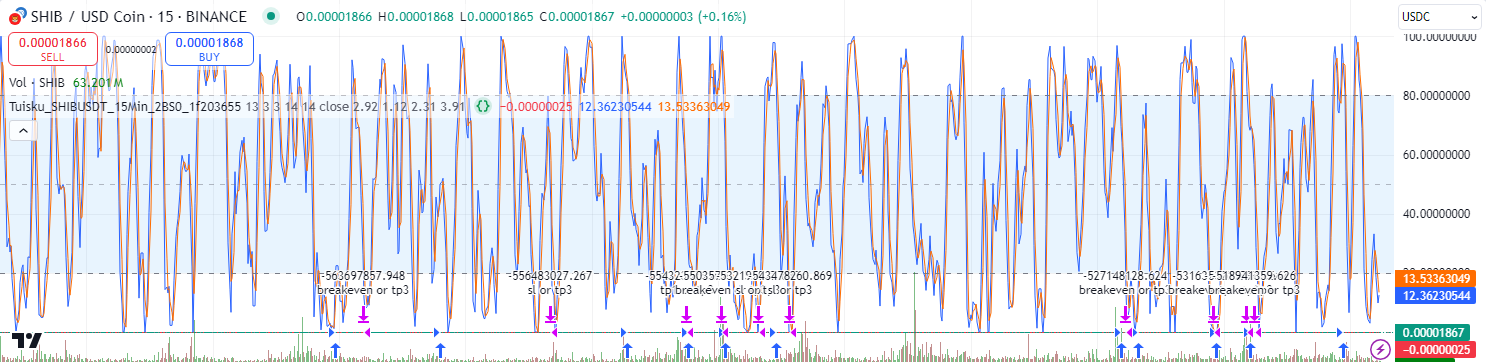 SHIB / USD Coin · 15 · BINANCE O0.00001866 H0.00001868 L0.00001865 C0.00001867 +0.00000003 (+0.16%)
USDC
0.00001866
SELL
0.00000002
0.00001868
BUY
100.00000000
Vol · SHIB 63.201 M
Tuisku_SHIBUSDT_15Min_2BS0_1f203655 13 3 3 14 14 close 2.92 1.12 2.31 3.91 −0.00000025 12.36230544 13.53363049
80.00000000
60.00000000
40.00000000
-563697857.948
breakeven or tp3
-556483027.267
sl or tp3
-527148128.624
breakeven or tp
13.53363049
12.36230544
0.00001867
−0.00000025